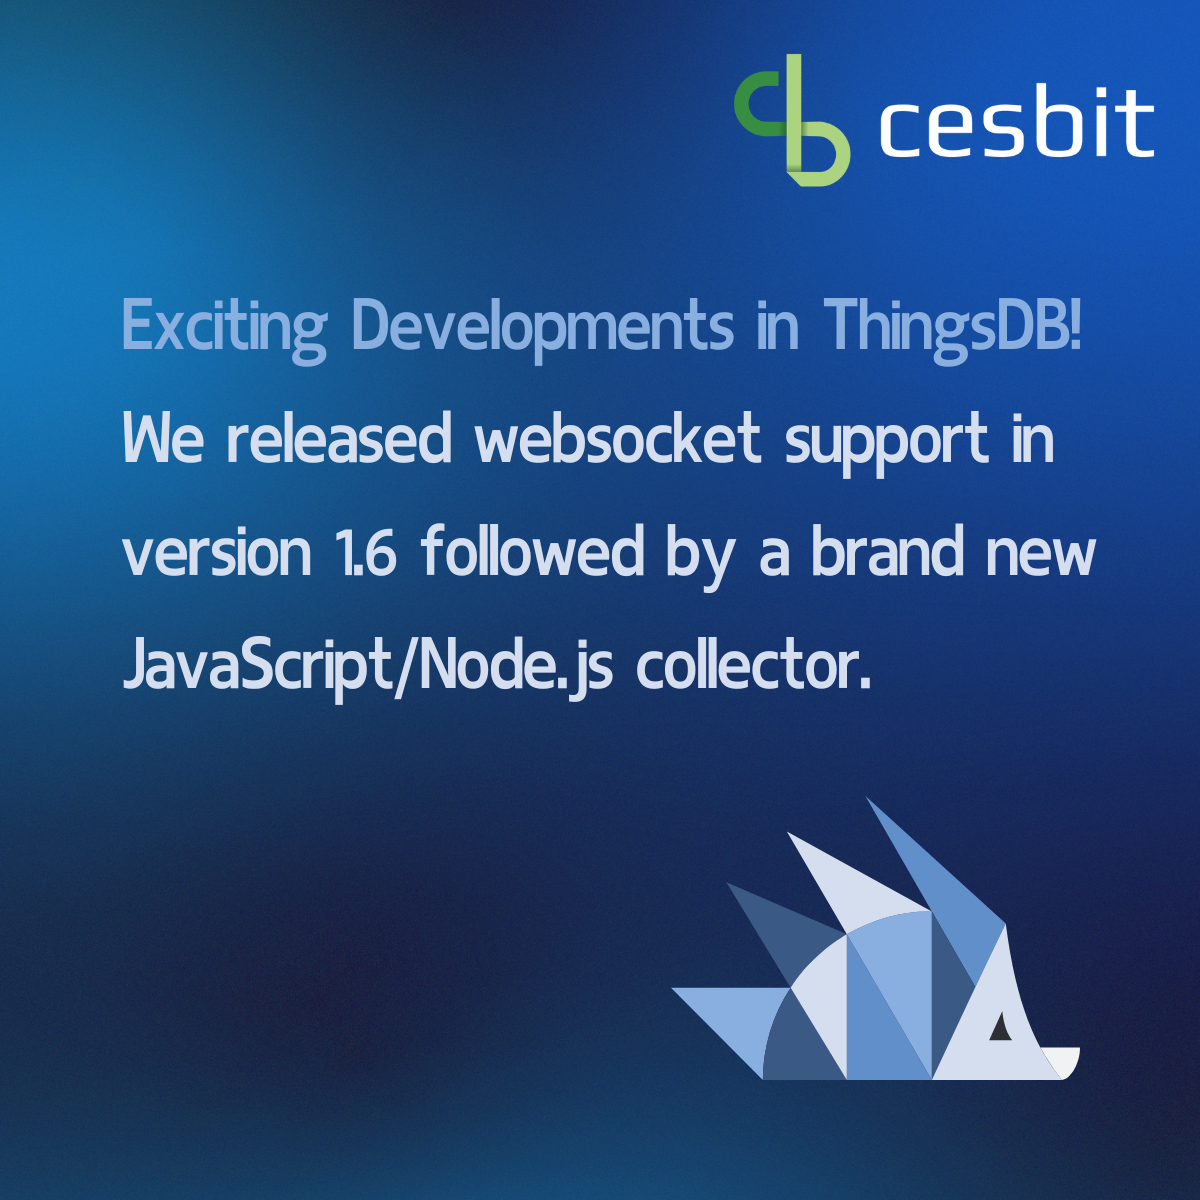 cesbit
Exciting Developments in ThingsDB!
We released websocket support in
version 1.6 followed by a brand new
JavaScript/Node.js collector.